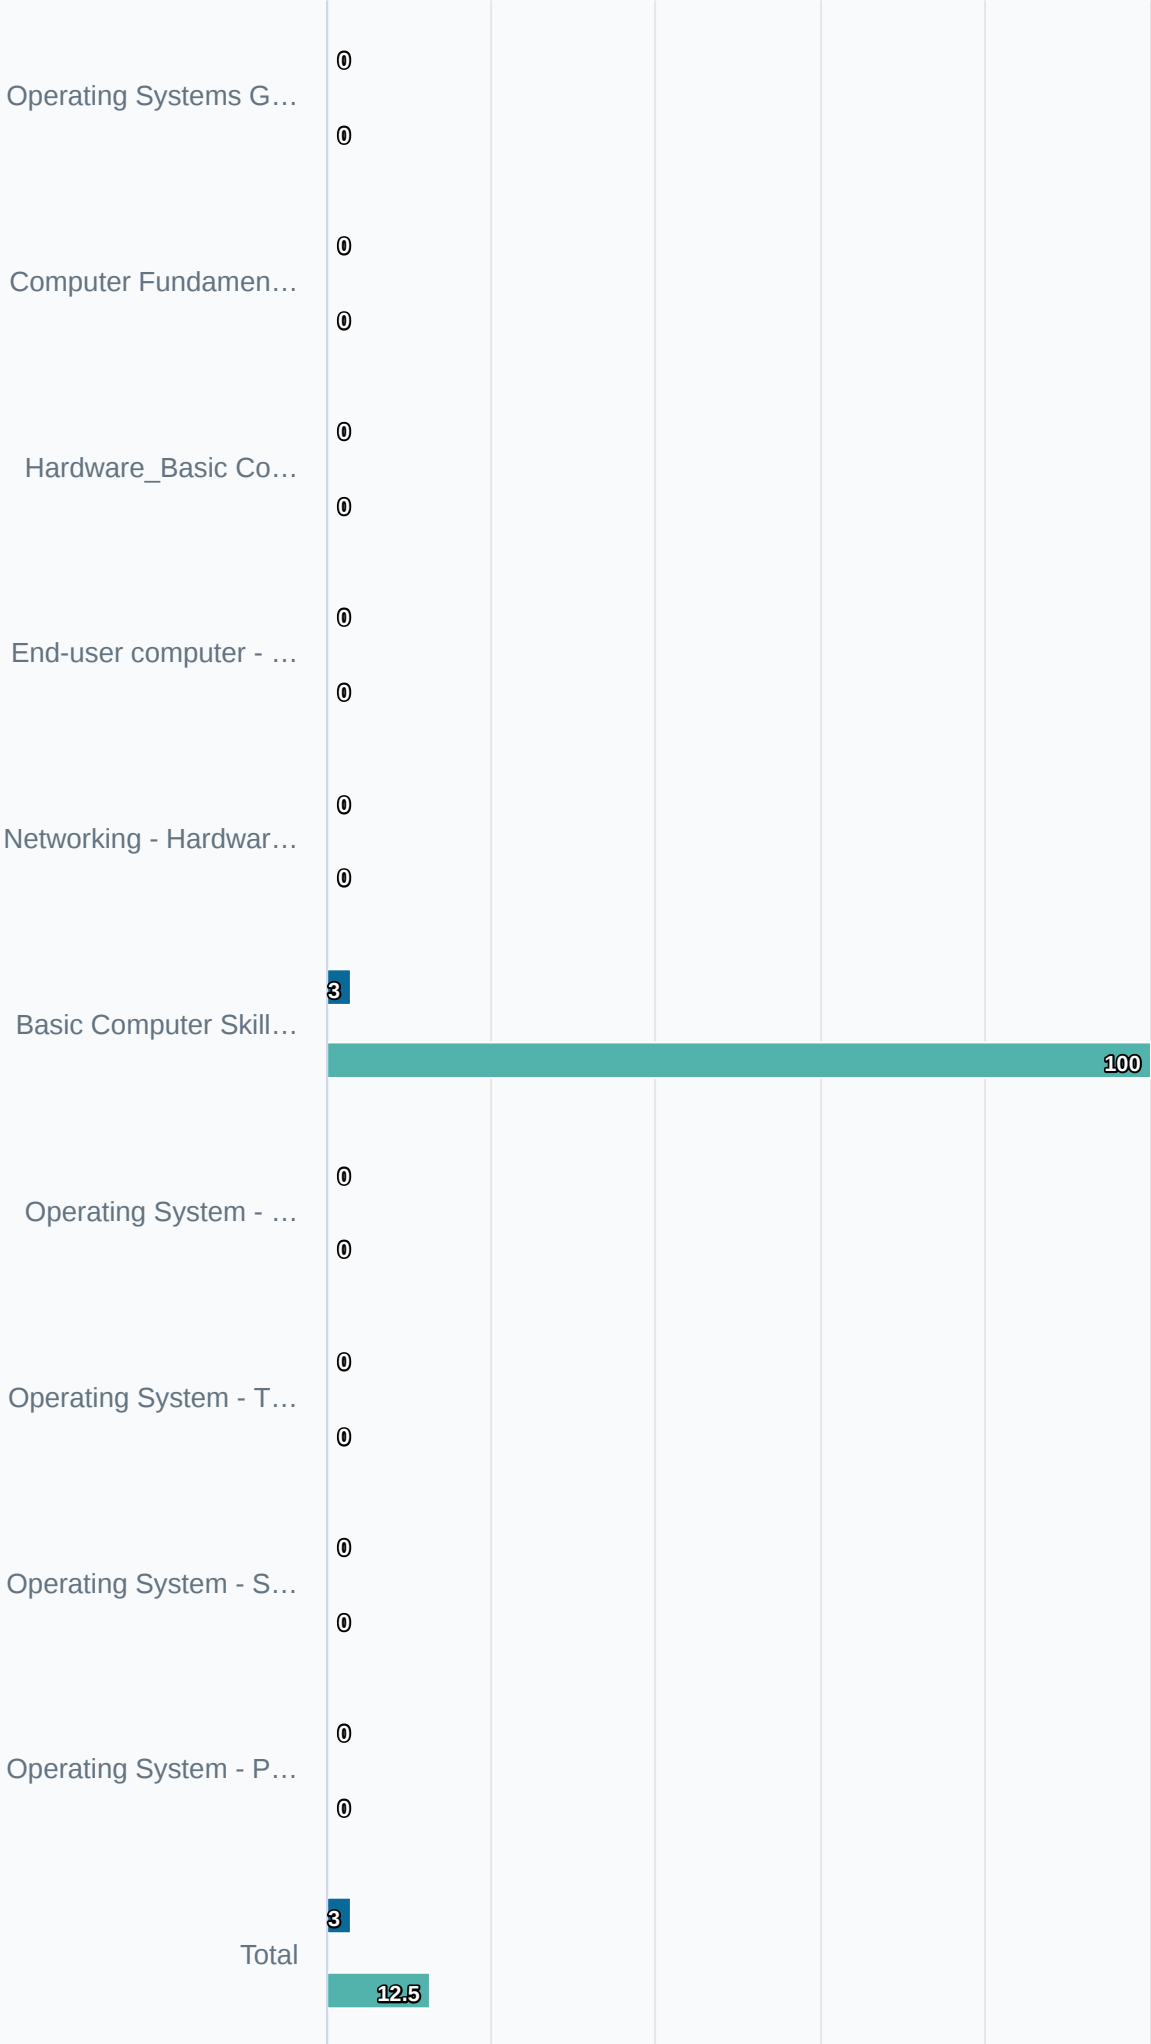 0
Operating Systems G…
0
0
Computer Fundamen…
0
0
Hardware_Basic Co…
0
0
End-user computer - …
0
0
Networking - Hardwar…
0
3
Basic Computer Skill…
100
0
Operating System - …
0
0
Operating System - T…
0
0
Operating System - S…
0
0
Operating System - P…
0
3
Total
12.5